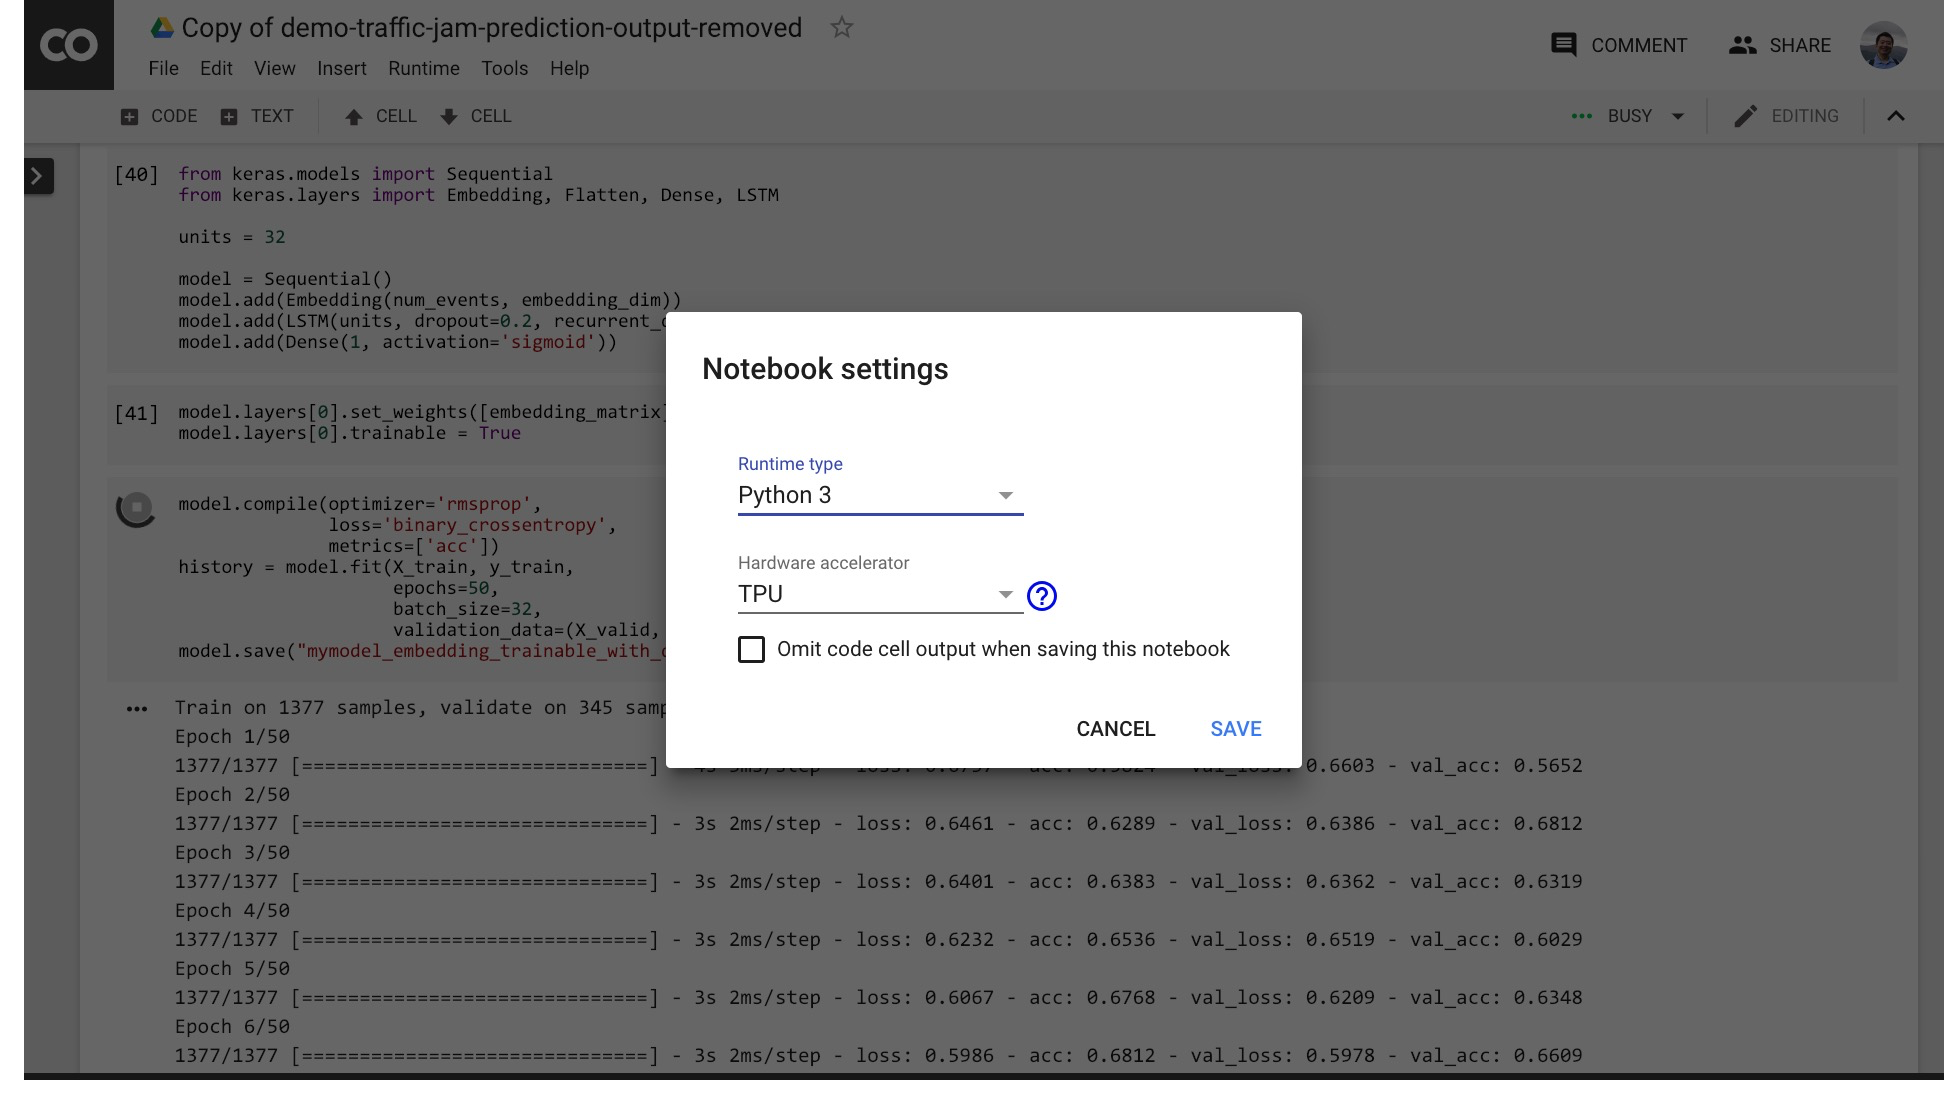 CO
Copy of demo-traffic-jam-prediction-output-removed
File Edit View Insert Runtime Tools Help
COMMENT SHARE
CODE TEXT CELL CELL
BUSY EDITING
[40] from keras.models import Sequential
from keras.layers import Embedding, Flatten, Dense, LSTM
units = 32
model = Sequential()
model.add(Embedding(num_events, embedding_dim))
model.add(LSTM(units, dropout=0.2, recurrent_
model.add(Dense(1, activation='sigmoid'))
[41] model.layers[0].set_weights([embedding_matrix]
model.layers[0].trainable = True
model.compile(optimizer='rmsprop',
loss='binary_crossentropy',
metrics=['acc'])
history = model.fit(X_train, y_train,
epochs=50,
batch_size=32,
validation_data=(X_valid,
model.save("mymodel_embedding_trainable_with_
Notebook settings
Runtime type
Python 3
Hardware accelerator
TPU ?
Omit code cell output when saving this notebook
CANCEL SAVE
Train on 1377 samples, validate on 345 samp
Epoch 1/50
1377/1377 [==============================] - val_loss: 0.6603 - val_acc: 0.5652
Epoch 2/50
1377/1377 [==============================] - 3s 2ms/step - loss: 0.6461 - acc: 0.6289 - val_loss: 0.6386 - val_acc: 0.6812
Epoch 3/50
1377/1377 [==============================] - 3s 2ms/step - loss: 0.6401 - acc: 0.6383 - val_loss: 0.6362 - val_acc: 0.6319
Epoch 4/50
1377/1377 [==============================] - 3s 2ms/step - loss: 0.6232 - acc: 0.6536 - val_loss: 0.6519 - val_acc: 0.6029
Epoch 5/50
1377/1377 [==============================] - 3s 2ms/step - loss: 0.6067 - acc: 0.6768 - val_loss: 0.6209 - val_acc: 0.6348
Epoch 6/50
1377/1377 [==============================] - 3s 2ms/step - loss: 0.5986 - acc: 0.6812 - val_loss: 0.5978 - val_acc: 0.6609